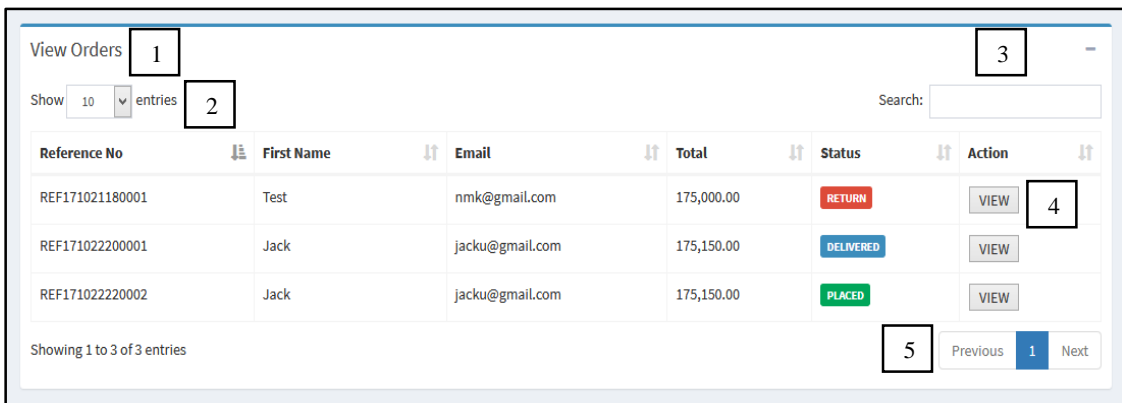 View Orders 1 3 −
Show 10 entries 2 Search:
Reference No First Name Email Total Status Action
REF171021180001 Test nmk@gmail.com 175,000.00 RETURN VIEW 4
REF171022200001 Jack jacku@gmail.com 175,150.00 DELIVERED VIEW
REF171022220002 Jack jacku@gmail.com 175,150.00 PLACED VIEW
Showing 1 to 3 of 3 entries 5 Previous 1 Next